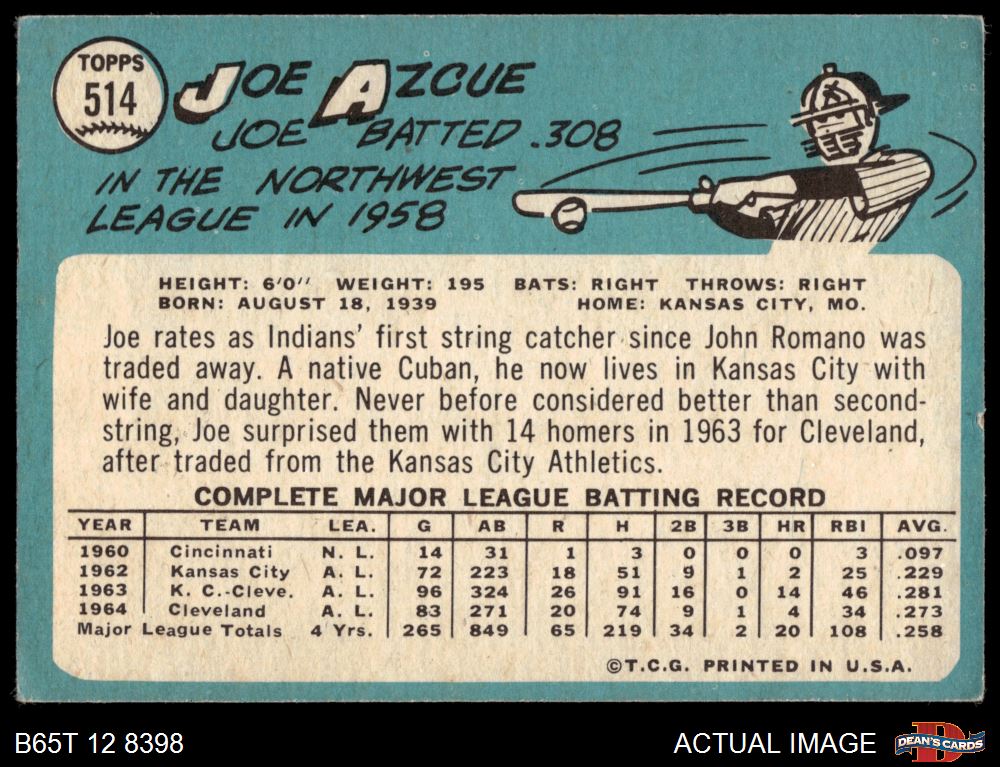 TOPPS
514
JOE AZCUE
JOE BATTED .308
IN THE NORTHWEST
LEAGUE IN 1958
HEIGHT: 6'0" WEIGHT: 195 BATS: RIGHT THROWS: RIGHT
BORN: AUGUST 18, 1939 HOME: KANSAS CITY, MO.
Joe rates as Indians' first string catcher since John Romano was
traded away. A native Cuban, he now lives in Kansas City with
wife and daughter. Never before considered better than second-
string, Joe surprised them with 14 homers in 1963 for Cleveland,
after traded from the Kansas City Athletics.
COMPLETE MAJOR LEAGUE BATTING RECORD
YEAR TEAM LEA. G AB R H 2B 3B HR RBI AVG.
1960 Cincinnati N. L. 14 31 1 3 0 0 0 3 .097
1962 Kansas City A. L. 72 223 18 51 9 1 2 25 .229
1963 K. C.-Cleve. A. L. 96 324 26 91 16 0 14 46 .281
1964 Cleveland A. L. 83 271 20 74 9 1 4 34 .273
Major League Totals 4 Yrs. 265 849 65 219 34 2 20 108 .258
©T.C.G. PRINTED IN U.S.A.
B65T 12 8398 ACTUAL IMAGE DEAN'S CARDS